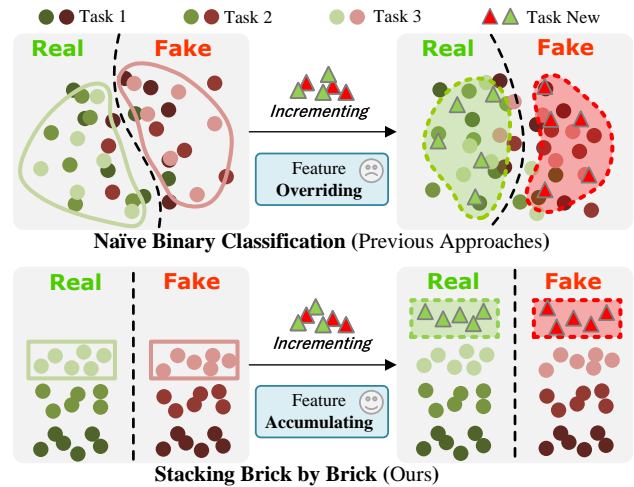 Task 1 Task 2 Task 3 Task New
Real Fake Real Fake
Incrementing
Feature
Overriding
Naïve Binary Classification (Previous Approaches)
Real Fake Real Fake
Incrementing
Feature
Accumulating
Stacking Brick by Brick (Ours)